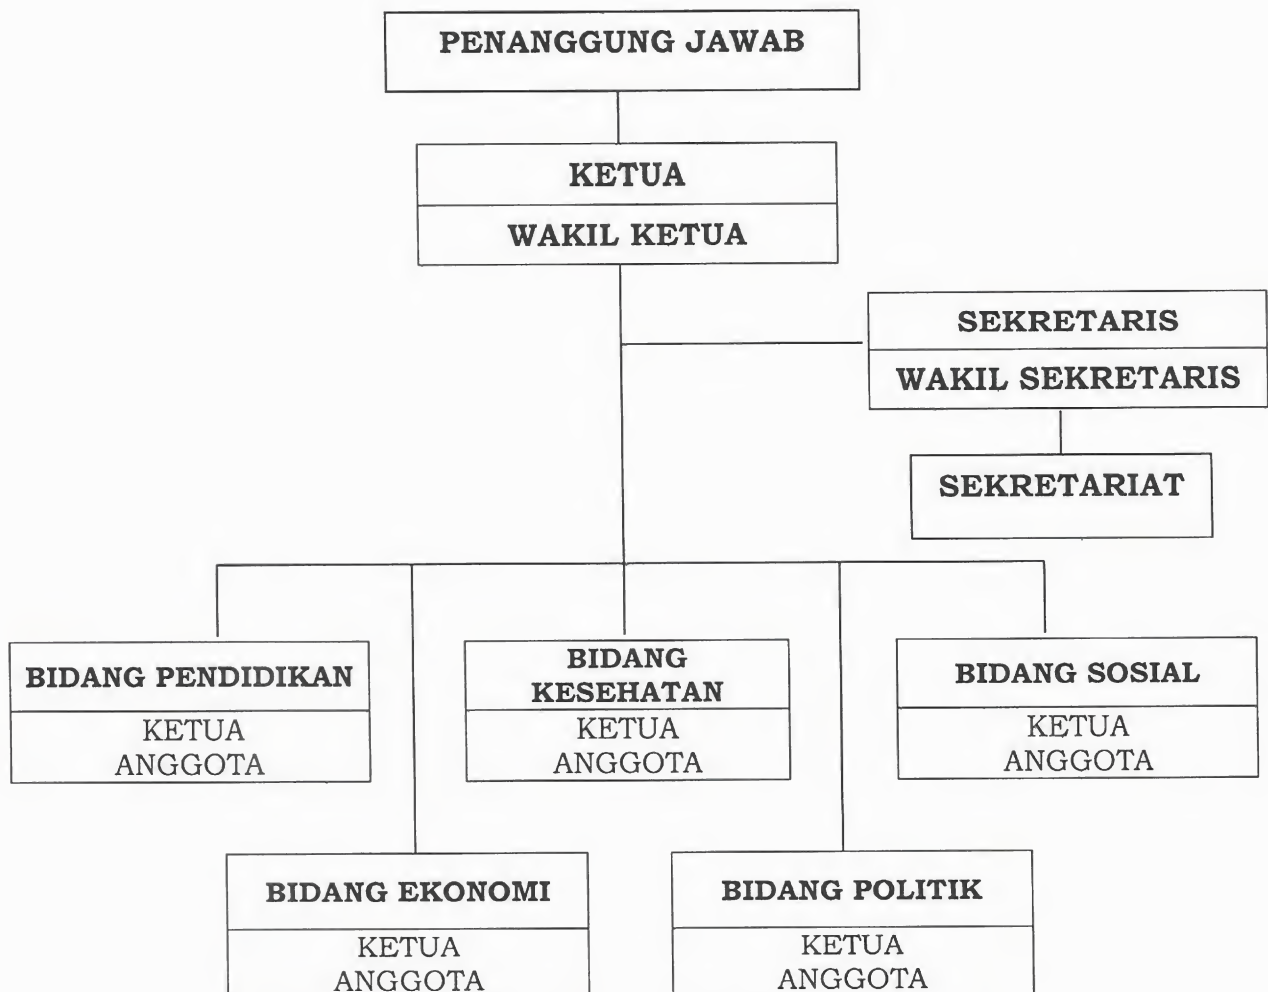 PENANGGUNG JAWAB
KETUA
WAKIL KETUA
SEKRETARIS
WAKIL SEKRETARIS
SEKRETARIAT
BIDANG PENDIDIKAN
KETUA
ANGGOTA
BIDANG
KESEHATAN
KETUA
ANGGOTA
BIDANG SOSIAL
KETUA
ANGGOTA
BIDANG EKONOMI
KETUA
ANGGOTA
BIDANG POLITIK
KETUA
ANGGOTA